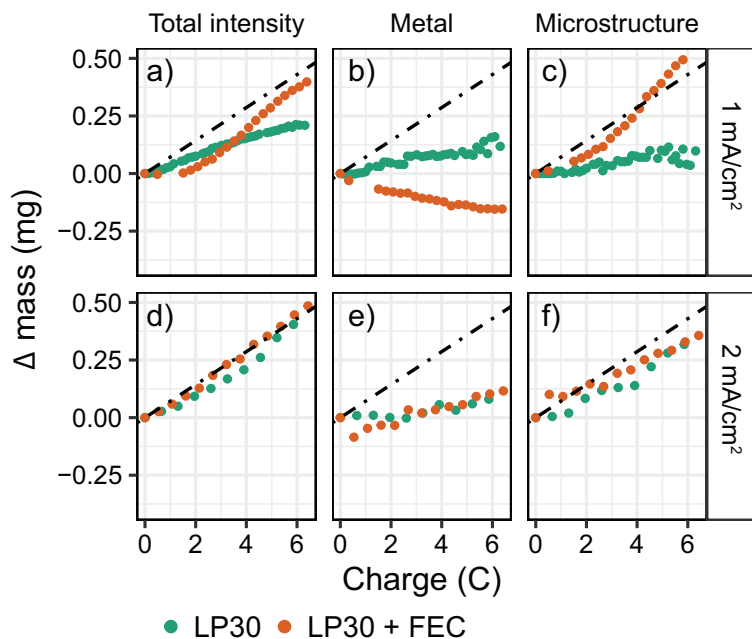 Total intensity Metal Microstructure
a) b) c)
0.50
0.25
0.00
−0.25
1 mA/cm²
d) e) f)
0.50
0.25
0.00
−0.25
2 mA/cm²
Δ mass (mg)
0 2 4 6 0 2 4 6 0 2 4 6
Charge (C)
LP30 LP30 + FEC